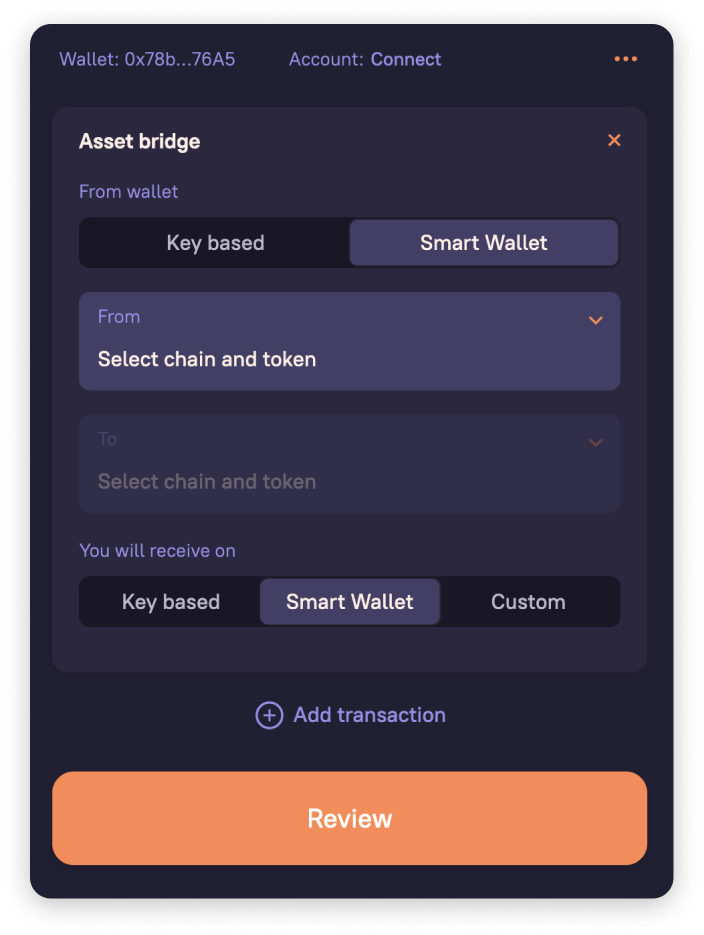 Wallet: 0x78b...76A5 Account: Connect
Asset bridge
From wallet
Key based Smart Wallet
From
Select chain and token
To
Select chain and token
You will receive on
Key based Smart Wallet Custom
Add transaction
Review